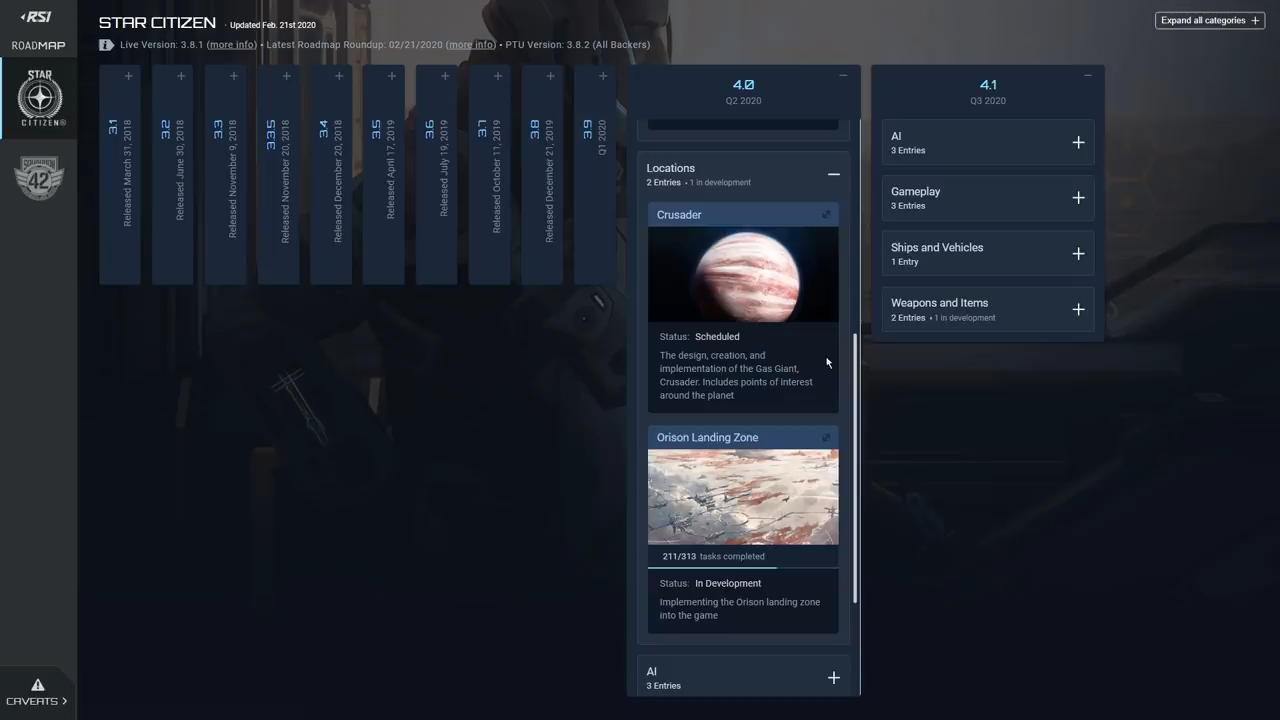 RSI
ROADMAP
STAR CITIZEN®
SQUADRON 42
CAVEATS
STAR CITIZEN · Updated Feb. 21st 2020
Live Version: 3.8.1 (more info) • Latest Roadmap Roundup: 02/21/2020 (more info) • PTU Version: 3.8.2 (All Backers)
Expand all categories
3.1
Released March 31, 2018
3.2
Released June 30, 2018
3.3
Released November 9, 2018
3.3.5
Released November 20, 2018
3.4
Released December 20, 2018
3.5
Released April 17, 2019
3.6
Released July 19, 2019
3.7
Released October 11, 2019
3.8
Released December 21, 2019
3.9
Q1 2020
4.0
Q2 2020
Locations
2 Entries • 1 in development
Crusader
Status: Scheduled
The design, creation, and
implementation of the Gas Giant,
Crusader. Includes points of interest
around the planet
Orison Landing Zone
211/313 tasks completed
Status: In Development
Implementing the Orison landing zone
into the game
AI
3 Entries
4.1
Q3 2020
AI
3 Entries
Gameplay
3 Entries
Ships and Vehicles
1 Entry
Weapons and Items
2 Entries • 1 in development